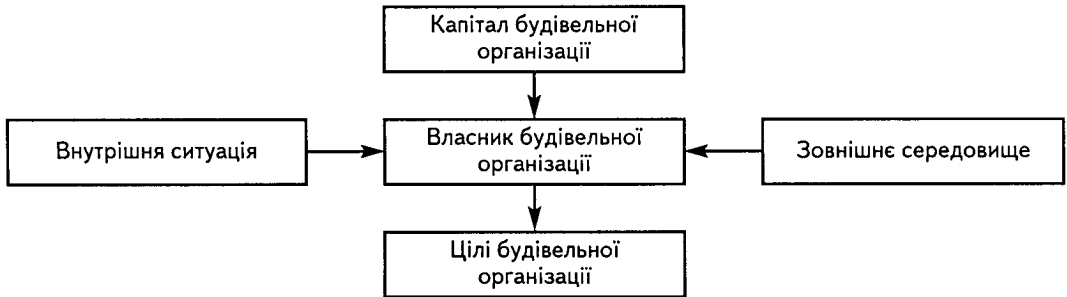 Капітал будівельної
організації
Внутрішня ситуація
Власник будівельної
організації
Зовнішнє середовище
Цілі будівельної
організації